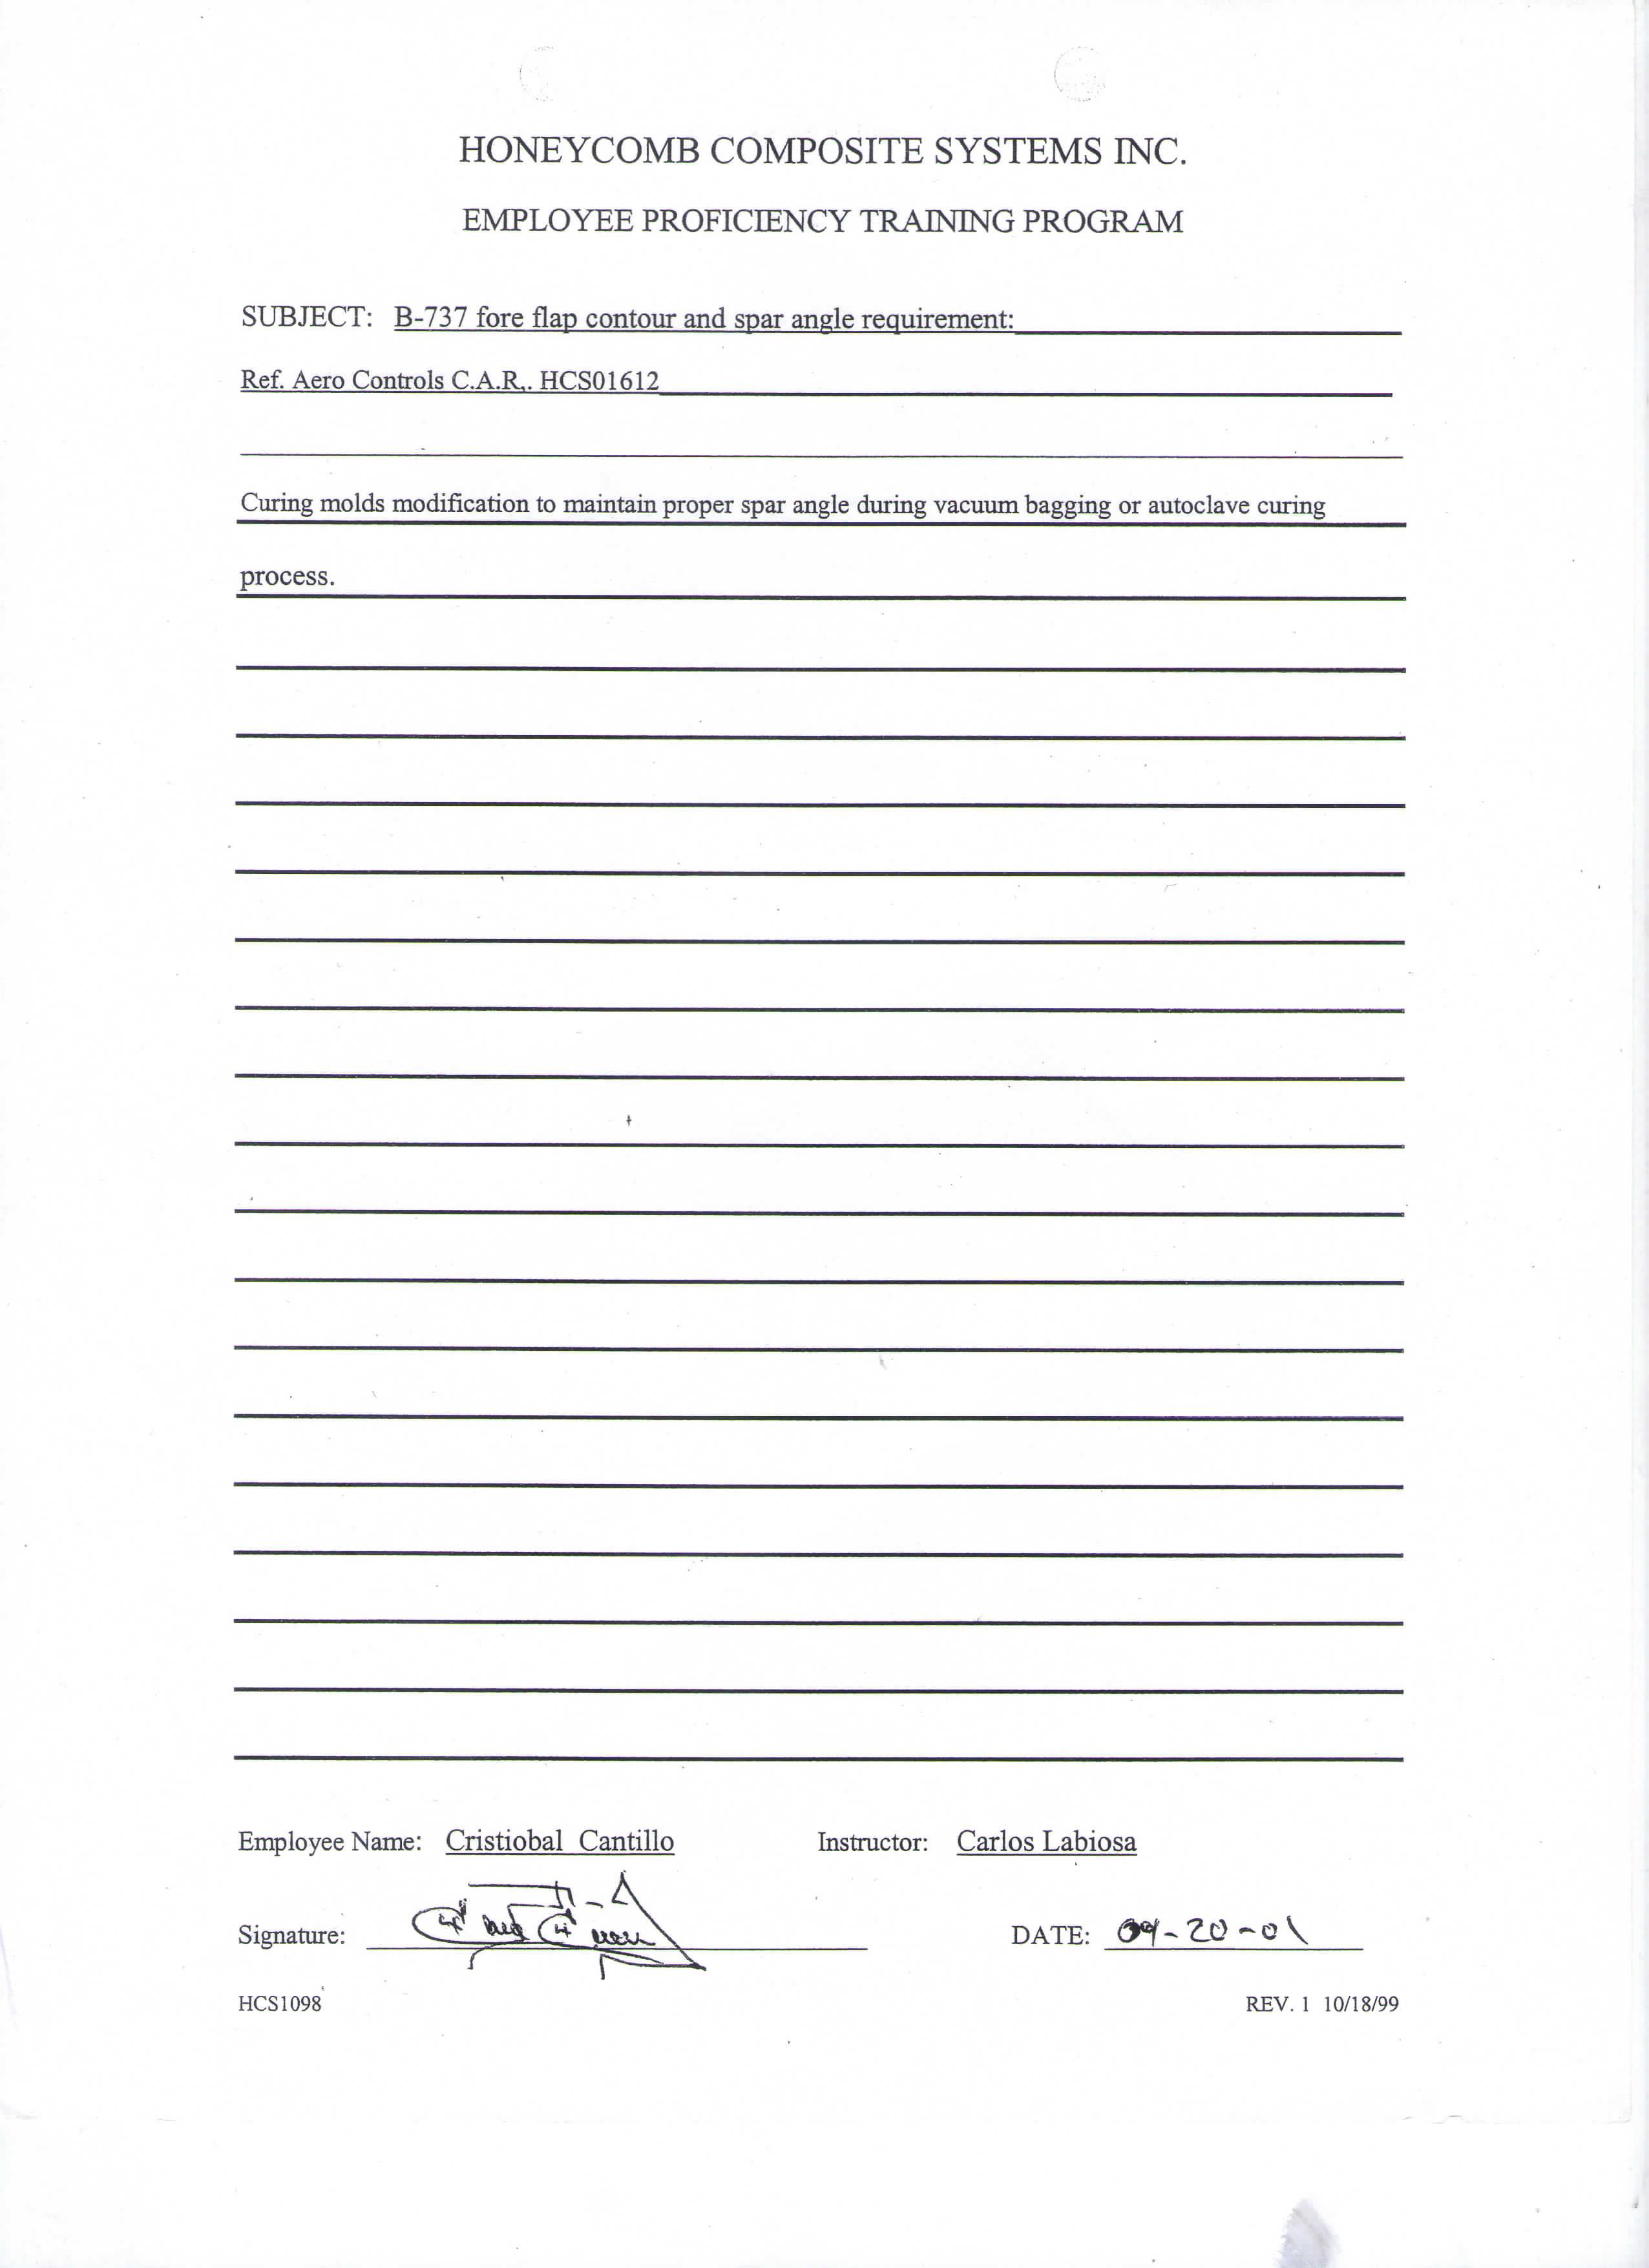 HONEYCOMB COMPOSITE SYSTEMS INC.
EMPLOYEE PROFICIENCY TRAINING PROGRAM
SUBJECT: B-737 fore flap contour and spar angle requirement:
Ref. Aero Controls C.A.R,. HCS01612
Curing molds modification to maintain proper spar angle during vacuum bagging or autoclave curing
process.
Employee Name: Cristiobal Cantillo Instructor: Carlos Labiosa
Signature: DATE: 09-20-01
HCS1098 REV. 1 10/18/99